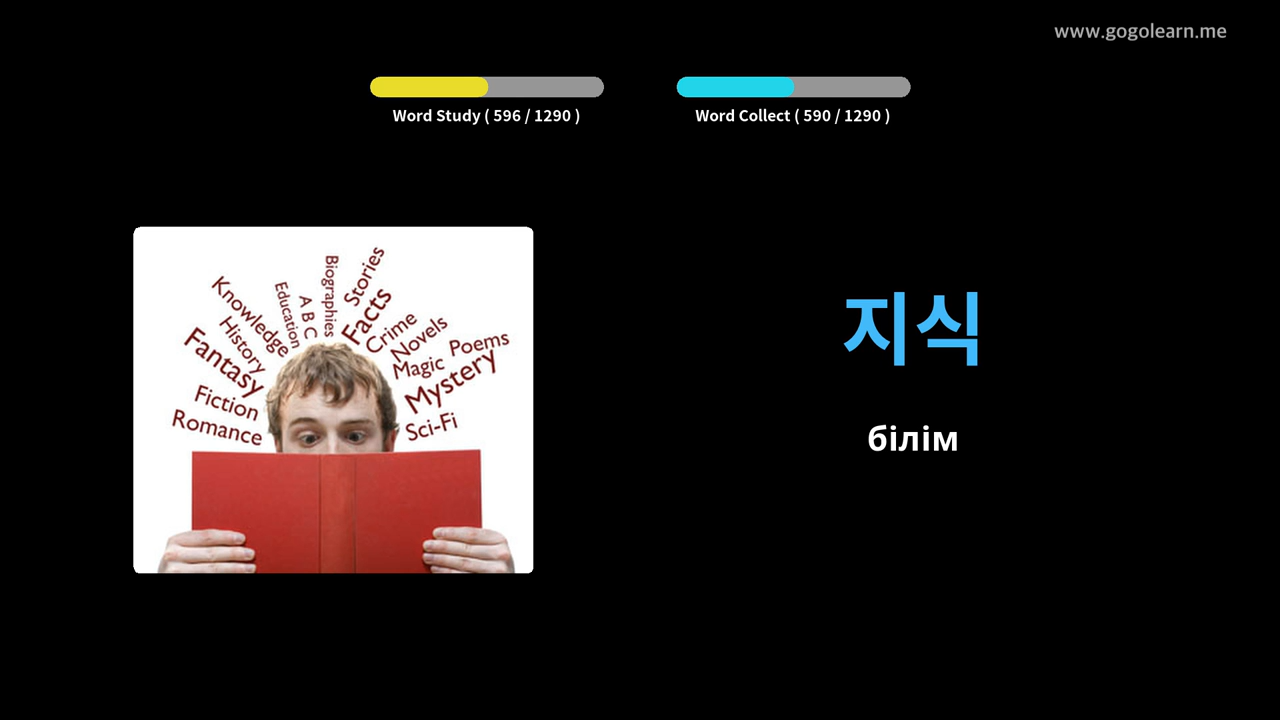 www.gogolearn.me
Word Study ( 596 / 1290 )
Word Collect ( 590 / 1290 )
Knowledge
Education
A B C
Biographies
Stories
Facts
History
Crime
Novels
Fantasy
Magic
Poems
Mystery
Fiction
Romance
Sci-Fi
지식
білім